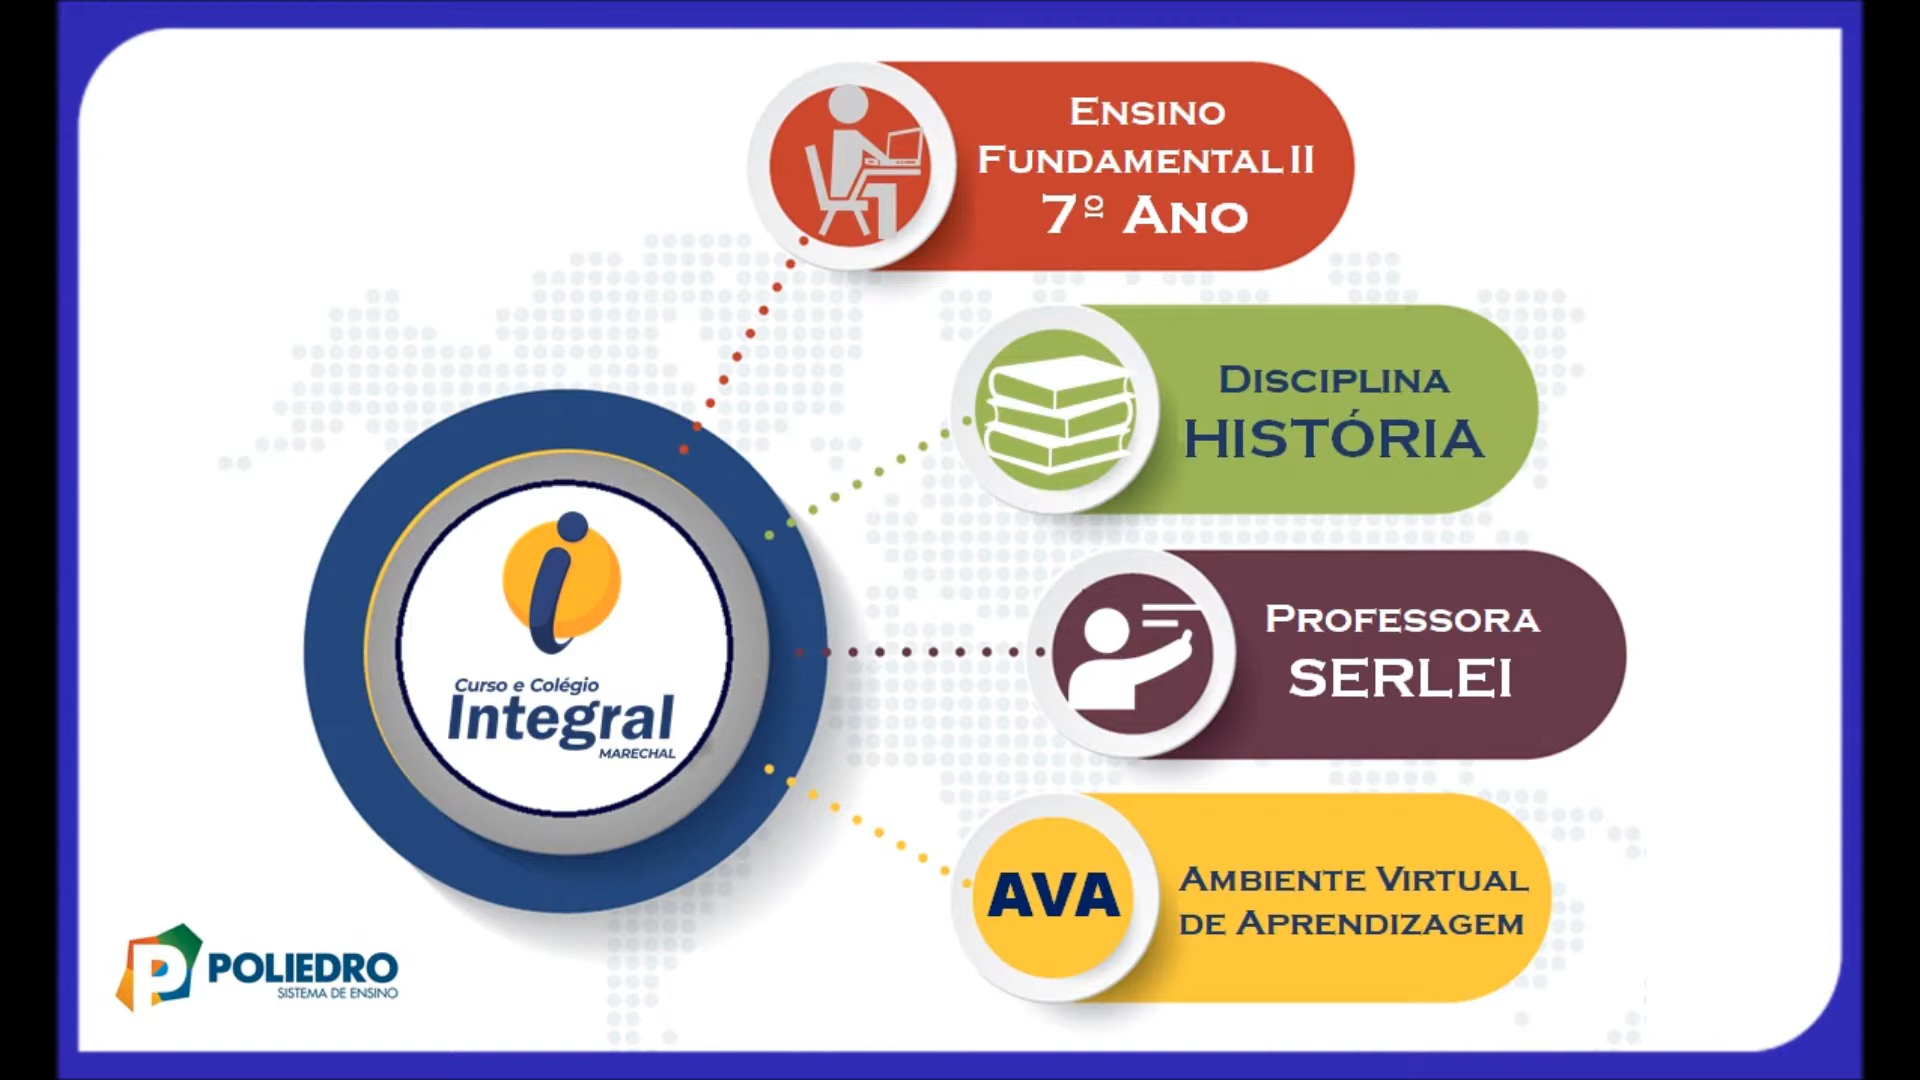 Ensino
Fundamental II
7º Ano
Disciplina
HISTÓRIA
Professora
SERLEI
AVA
Ambiente Virtual
de Aprendizagem
Curso e Colégio
Integral
MARECHAL
POLIEDRO
SISTEMA DE ENSINO